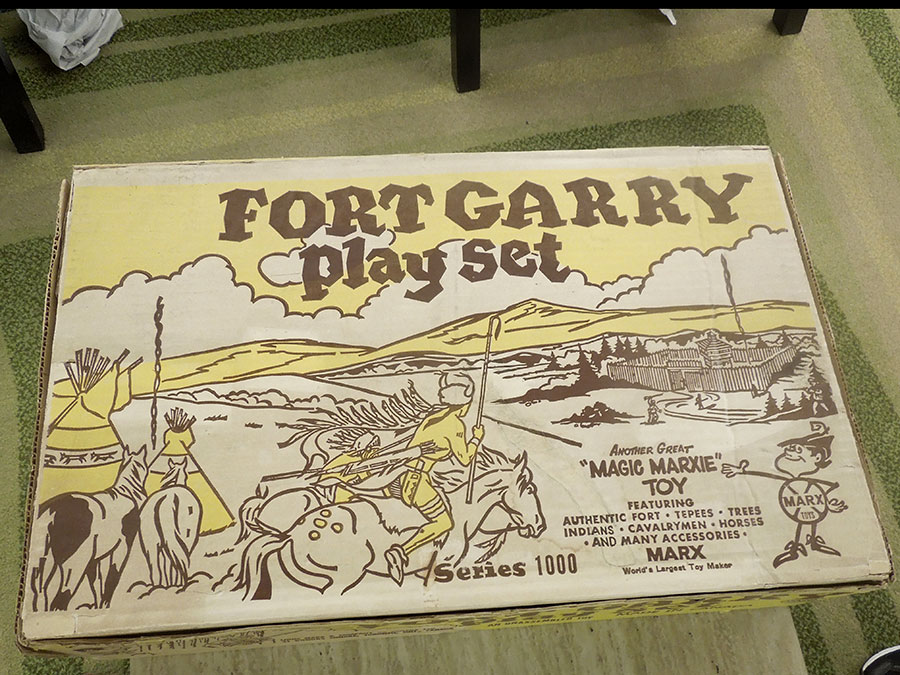 FORT GARRY
play set
ANOTHER GREAT
"MAGIC MARXIE"
TOY
FEATURING
AUTHENTIC FORT · TEPEES · TREES
INDIANS · CAVALRYMEN · HORSES
· AND MANY ACCESSORIES ·
MARX
World's Largest Toy Maker
MARX
TOYS
Series 1000